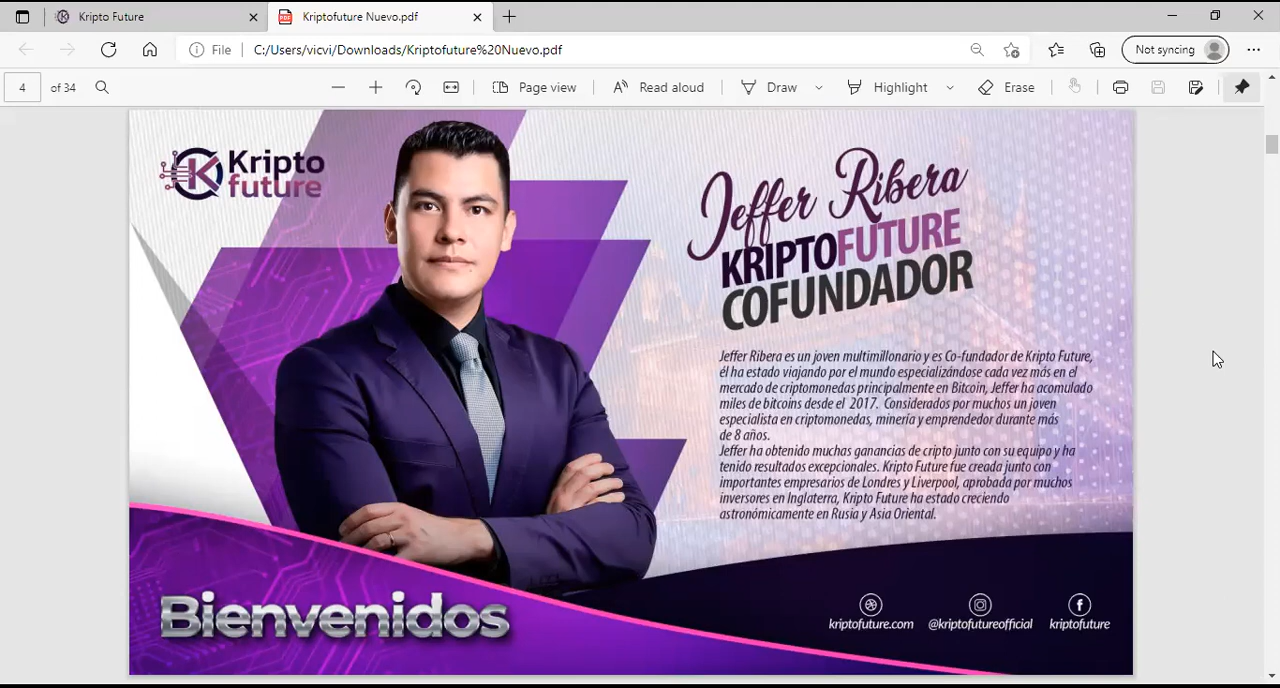 Kripto Future
Kriptofuture Nuevo.pdf
File
C:/Users/vicvi/Downloads/Kriptofuture%20Nuevo.pdf
Not syncing
4 of 34
Page view
Read aloud
Draw
Highlight
Erase
Kripto
future
Jeffer Ribera
KRIPTOFUTURE
COFUNDADOR
Jeffer Ribera es un joven multimillonario y es Co-fundador de Kripto Future,
él ha estado viajando por el mundo especializándose cada vez más en el
mercado de criptomonedas principalmente en Bitcoin, Jeffer ha acomulado
miles de bitcoins desde el 2017. Considerados por muchos un joven
especialista en criptomonedas, minería y emprendedor durante más
de 8 años.
Jeffer ha obtenido muchas ganancias de cripto junto con su equipo y ha
tenido resultados excepcionales. Kripto Future fue creada junto con
importantes empresarios de Londres y Liverpool, aprobada por muchos
inversores en Inglaterra, Kripto Future ha estado creciendo
astronómicamente en Rusia y Asia Oriental.
Bienvenidos
kriptofuture.com
@kriptofutureofficial
kriptofuture